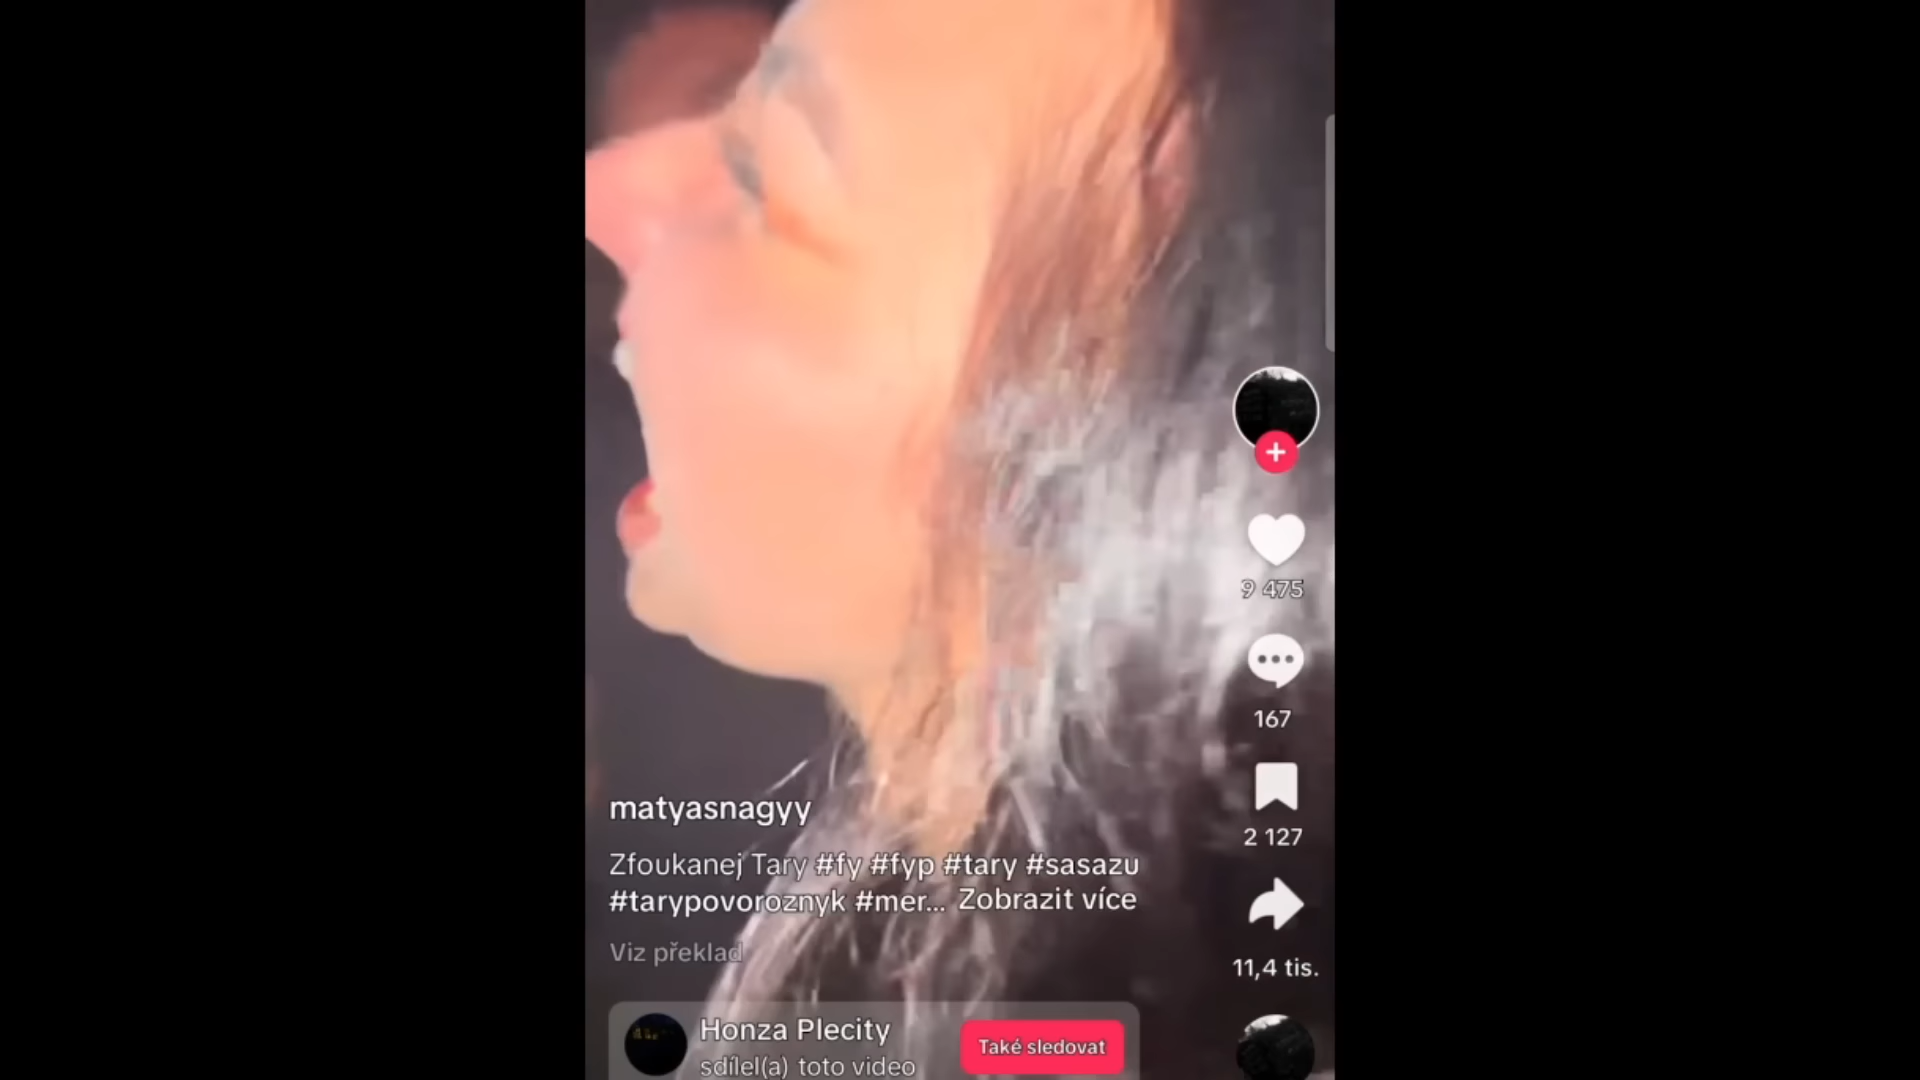 9 475
167
2 127
11,4 tis.
matyasnagyy
Zfoukanej Tary #fy #fyp #tary #sasazu
#tarypovoroznyk #mer... Zobrazit více
Viz překlad
Honza Plecity
sdílel(a) toto video
Také sledovat